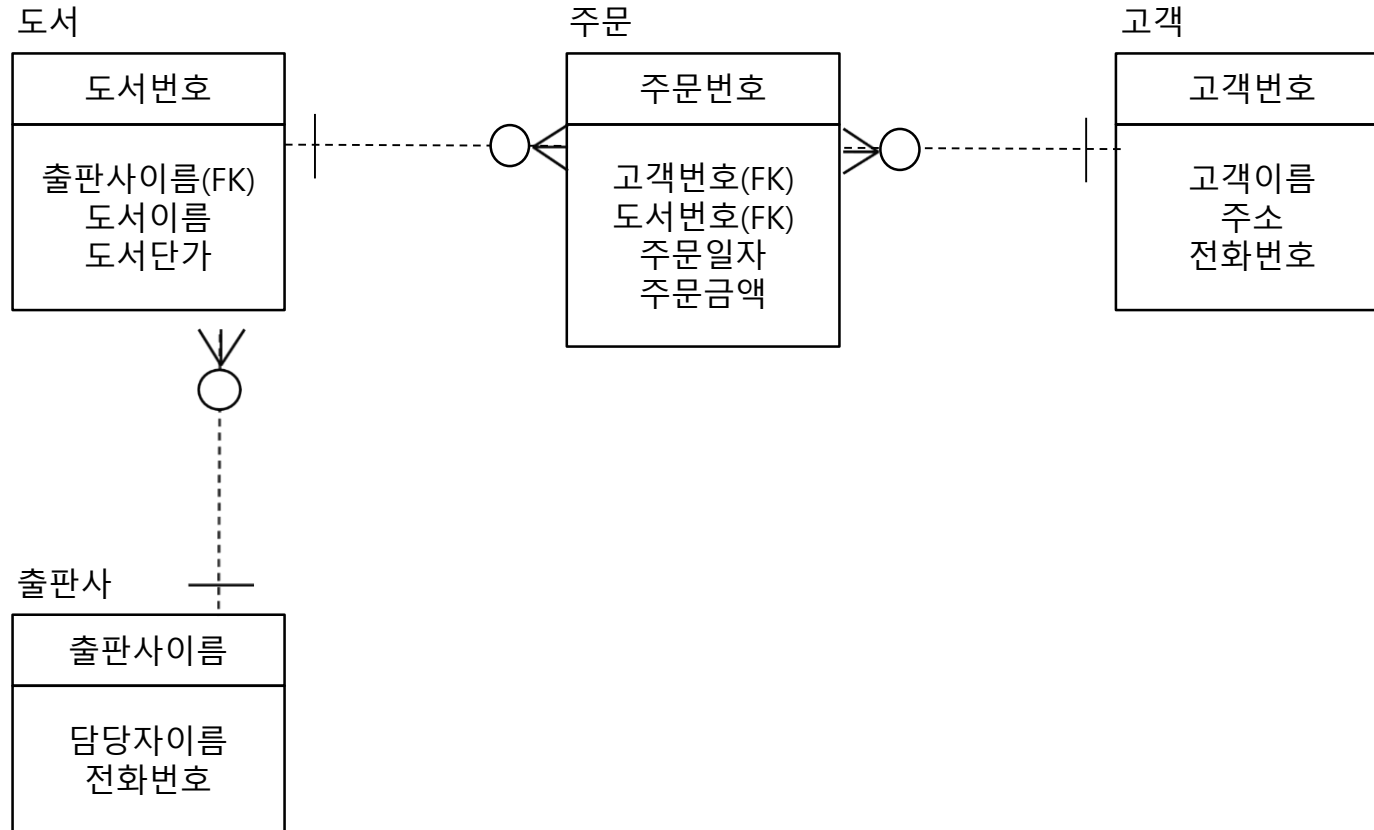 도서
도서번호
출판사이름(FK)
도서이름
도서단가
주문
주문번호
고객번호(FK)
도서번호(FK)
주문일자
주문금액
고객
고객번호
고객이름
주소
전화번호
출판사
출판사이름
담당자이름
전화번호